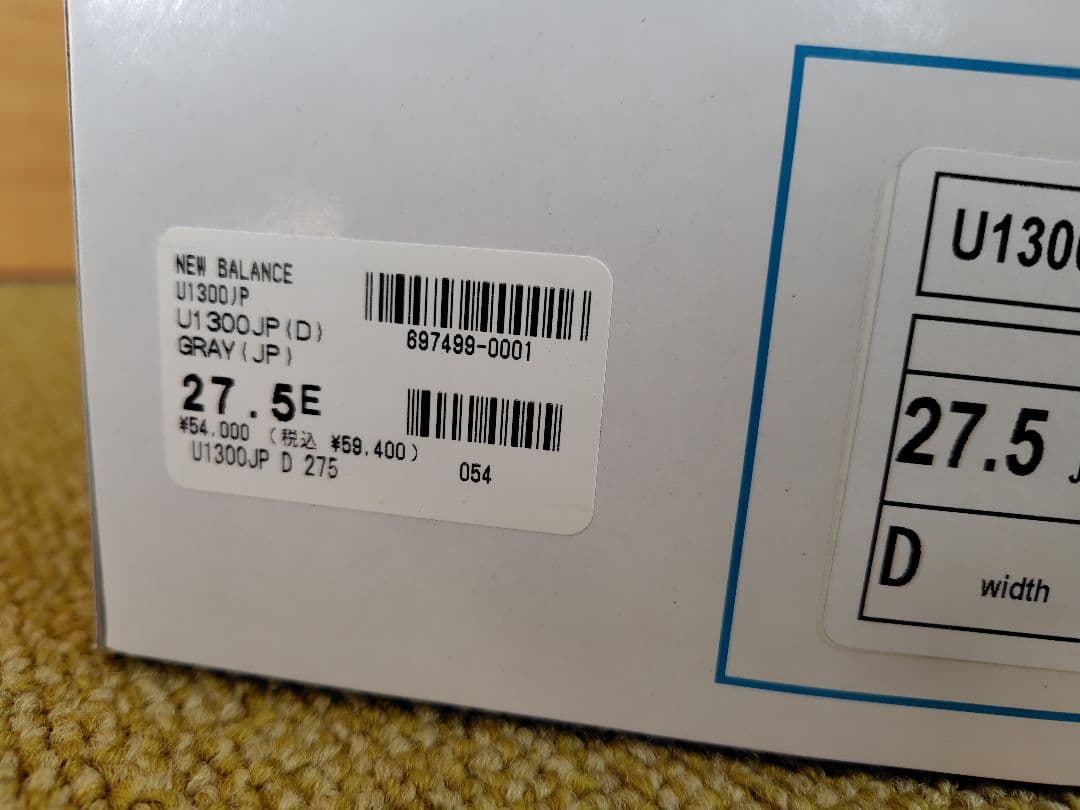 NEW BALANCE
U1300JP
U1300JP(D)
GRAY(JP)
27.5E
¥54.000 (税込 ¥59.400)
U1300JP D 275
697499-0001
054
U1300
27.5
D width